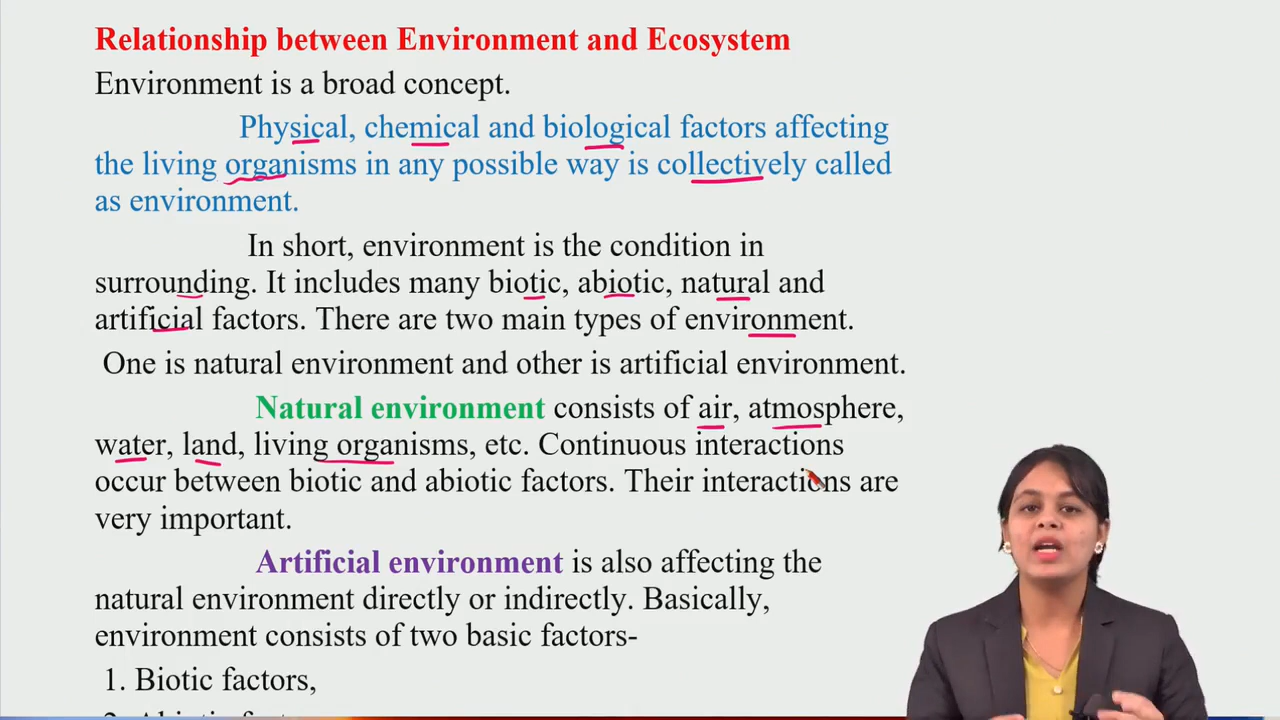 Relationship between Environment and Ecosystem
Environment is a broad concept.
Physical, chemical and biological factors affecting
the living organisms in any possible way is collectively called
as environment.
In short, environment is the condition in
surrounding. It includes many biotic, abiotic, natural and
artificial factors. There are two main types of environment.
One is natural environment and other is artificial environment.
Natural environment consists of air, atmosphere,
water, land, living organisms, etc. Continuous interactions
occur between biotic and abiotic factors. Their interactions are
very important.
Artificial environment is also affecting the
natural environment directly or indirectly. Basically,
environment consists of two basic factors-
1. Biotic factors,